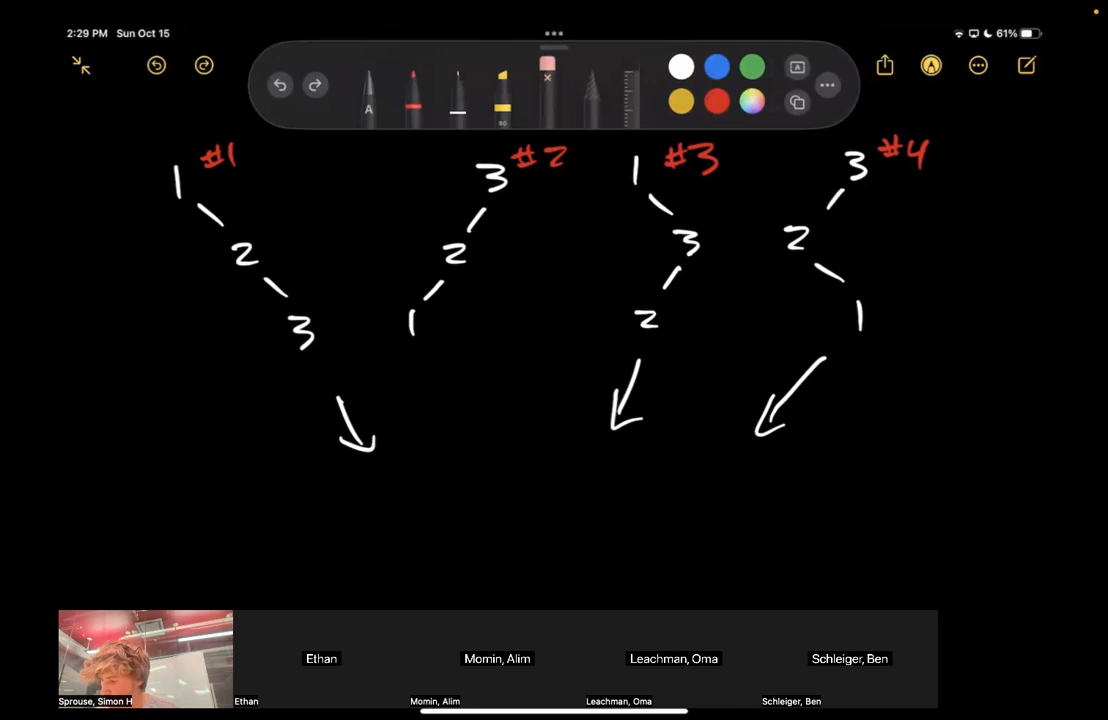 2:29 PM Sun Oct 15
61%
A
80
A
1 #1
3 #2
1 #3
3 #4
2
2
3
2
3
1
2
1
Ethan
Momin, Alim
Leachman, Oma
Schleiger, Ben
Sprouse, Simon H
Ethan
Momin, Alim
Leachman, Oma
Schleiger, Ben